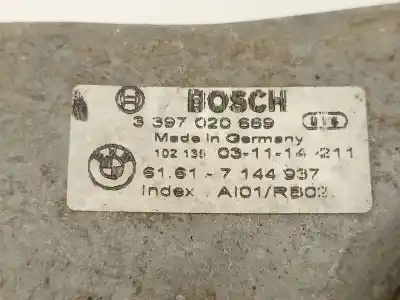 BOSCH
3 397 020 669
Made in Germany
102 135 03-11-14 211
61.61 - 7 144 937
Index AI01/RB02